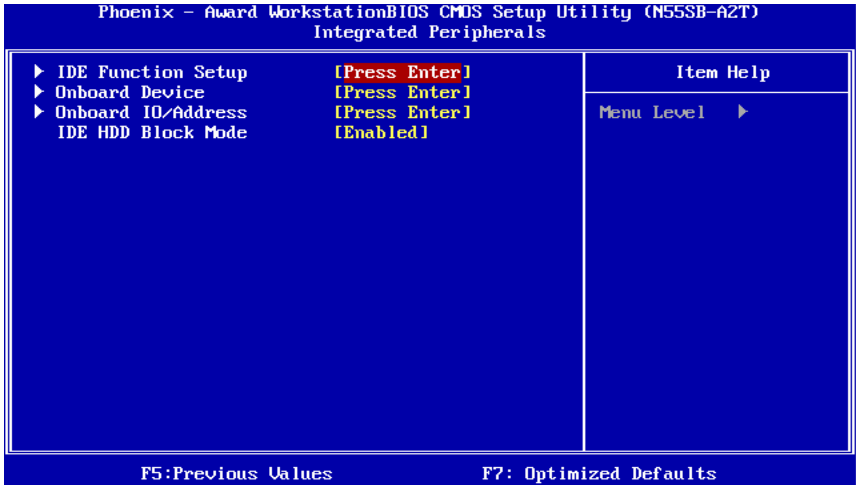 Phoenix – Award WorkstationBIOS CMOS Setup Utility (N55SB-A2T)
Integrated Peripherals
IDE Function Setup [Press Enter]
Onboard Device [Press Enter]
Onboard IO/Address [Press Enter]
IDE HDD Block Mode [Enabled]
Item Help
Menu Level
F5:Previous Values F7: Optimized Defaults